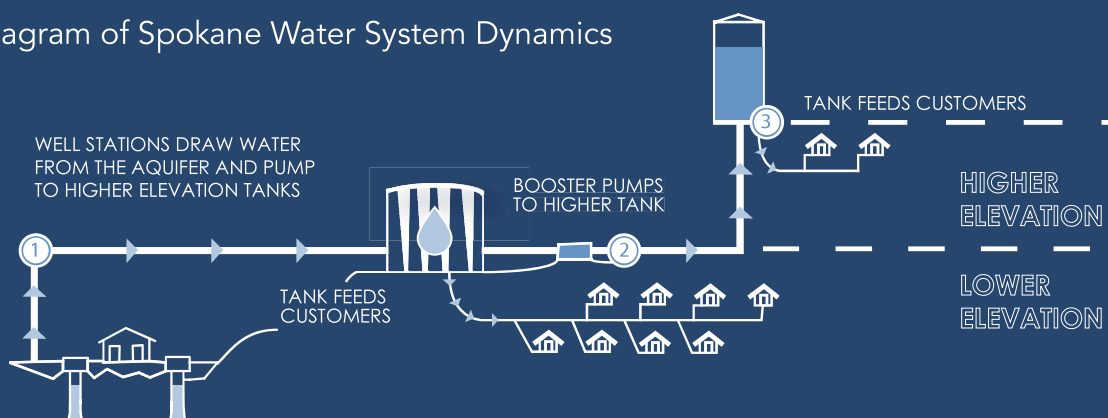 agram of Spokane Water System Dynamics
WELL STATIONS DRAW WATER
FROM THE AQUIFER AND PUMP
TO HIGHER ELEVATION TANKS
1
TANK FEEDS
CUSTOMERS
BOOSTER PUMPS
TO HIGHER TANK
2
3
TANK FEEDS CUSTOMERS
HIGHER
ELEVATION
LOWER
ELEVATION